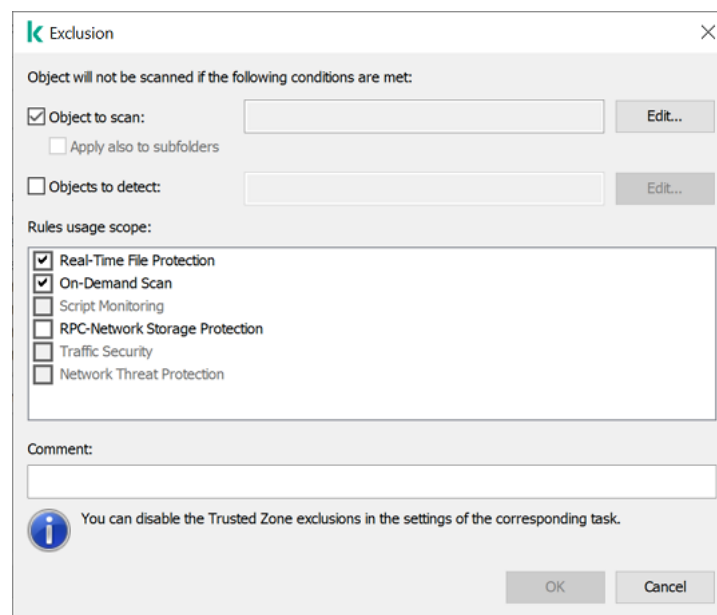 Exclusion
Object will not be scanned if the following conditions are met:
Object to scan: Edit...
Apply also to subfolders
Objects to detect: Edit...
Rules usage scope:
Real-Time File Protection
On-Demand Scan
Script Monitoring
RPC-Network Storage Protection
Traffic Security
Network Threat Protection
Comment:
You can disable the Trusted Zone exclusions in the settings of the corresponding task.
OK Cancel